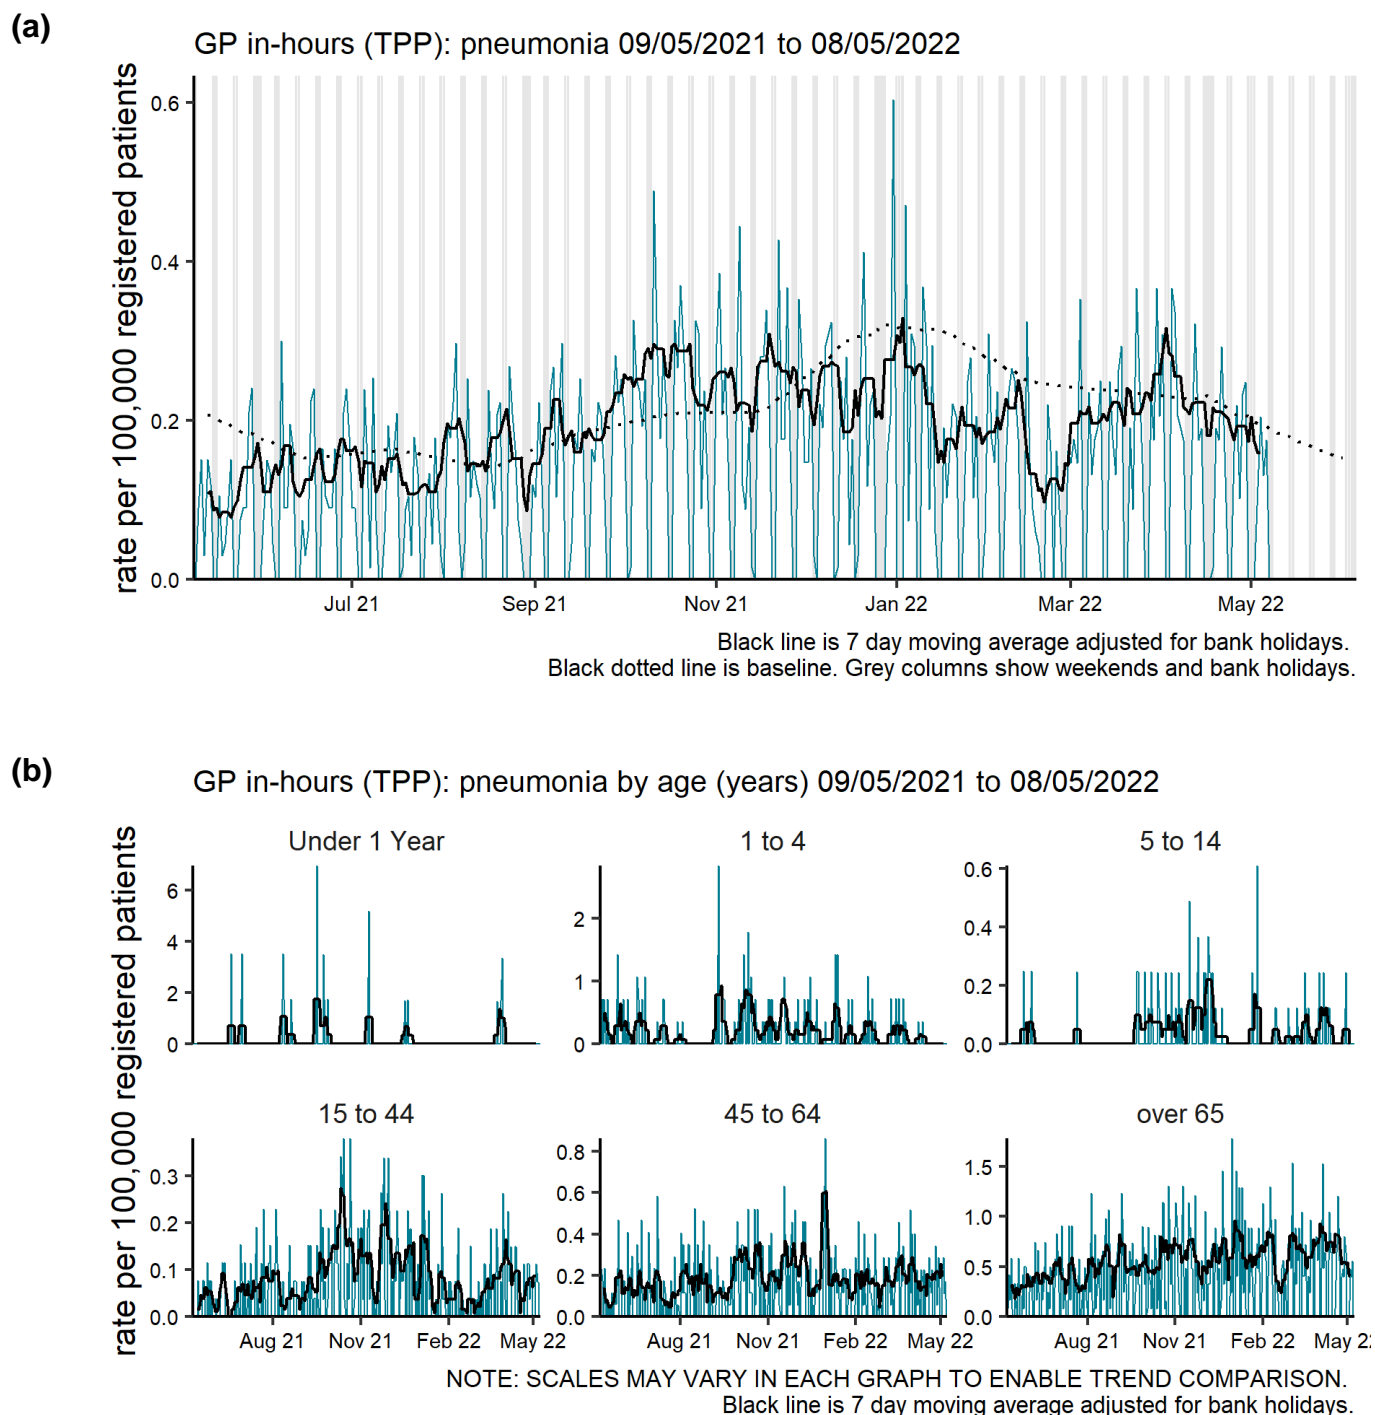 (a)
GP in-hours (TPP): pneumonia 09/05/2021 to 08/05/2022
rate per 100,000 registered patients
0.6
0.4
0.2
0.0
Jul 21 Sep 21 Nov 21 Jan 22 Mar 22 May 22
Black line is 7 day moving average adjusted for bank holidays.
Black dotted line is baseline. Grey columns show weekends and bank holidays.
(b)
GP in-hours (TPP): pneumonia by age (years) 09/05/2021 to 08/05/2022
rate per 100,000 registered patients
Under 1 Year
6
4
2
0
1 to 4
2
1
0
5 to 14
0.6
0.4
0.2
0.0
15 to 44
0.3
0.2
0.1
0.0
Aug 21 Nov 21 Feb 22 May 22
45 to 64
0.8
0.6
0.4
0.2
0.0
Aug 21 Nov 21 Feb 22 May 22
over 65
1.5
1.0
0.5
0.0
Aug 21 Nov 21 Feb 22 May 2
NOTE: SCALES MAY VARY IN EACH GRAPH TO ENABLE TREND COMPARISON.
Black line is 7 day moving average adjusted for bank holidays.